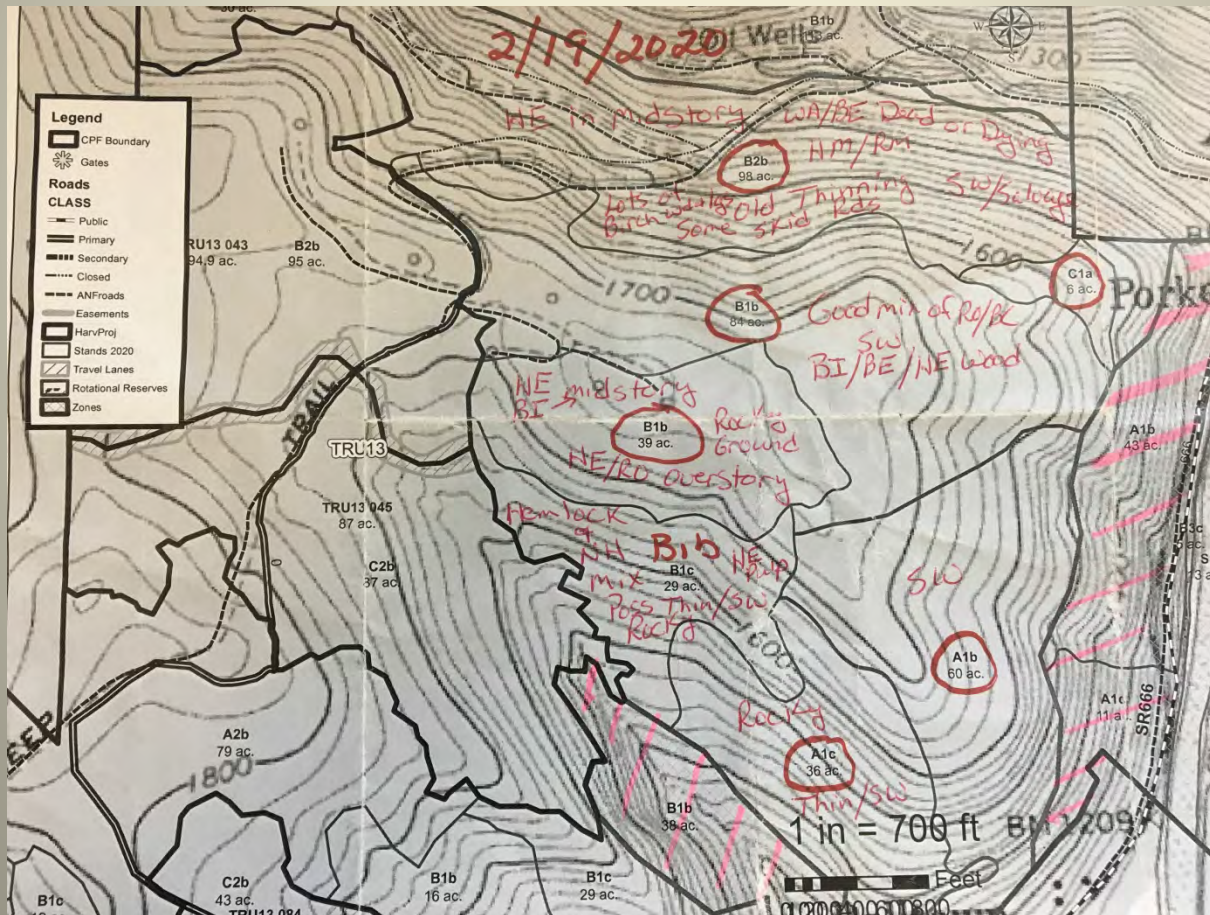 30 ac.
2/19/2020
Oil Wells
B1b
W
E
1300
Legend
CPF Boundary
Gates
Roads
CLASS
Public
Primary
Secondary
Closed
ANFroads
Easements
HarvProj
Stands 2020
Travel Lanes
Rotational Reserves
Zones
HE in midstory WA/BE Dead or Dying
HM/RM
B2b
98 ac.
Lots of Old Thinning SW/Salvage
Birch
Some skid Rds
RU13 043
94.9 ac.
B2b
95 ac.
1600
C1a
6 ac.
1700
B1b
84 ac.
Good mix of RO/BC
SW
BI/BE/HE wood
HE midstory
BI
B1b
39 ac.
Rocky
Ground
HE/RO overstory
A1b
43 ac.
TRAIL
TRU13
TRU13 045
87 ac.
C2b
37 ac.
Hemlock
NH
mix
B1b
B1c
29 ac.
HE
Pulp
Poss Thin/SW
Rocky
1600
SW
A1b
60 ac.
A1c
11 a
SR666
Rocky
A1c
36 ac.
Thin/SW
A2b
79 ac.
1800
B1b
38 ac.
1 in = 700 ft
BM 1209
Feet
B1c
C2b
43 ac.
TRU13 084
B1b
16 ac.
B1c
29 ac.